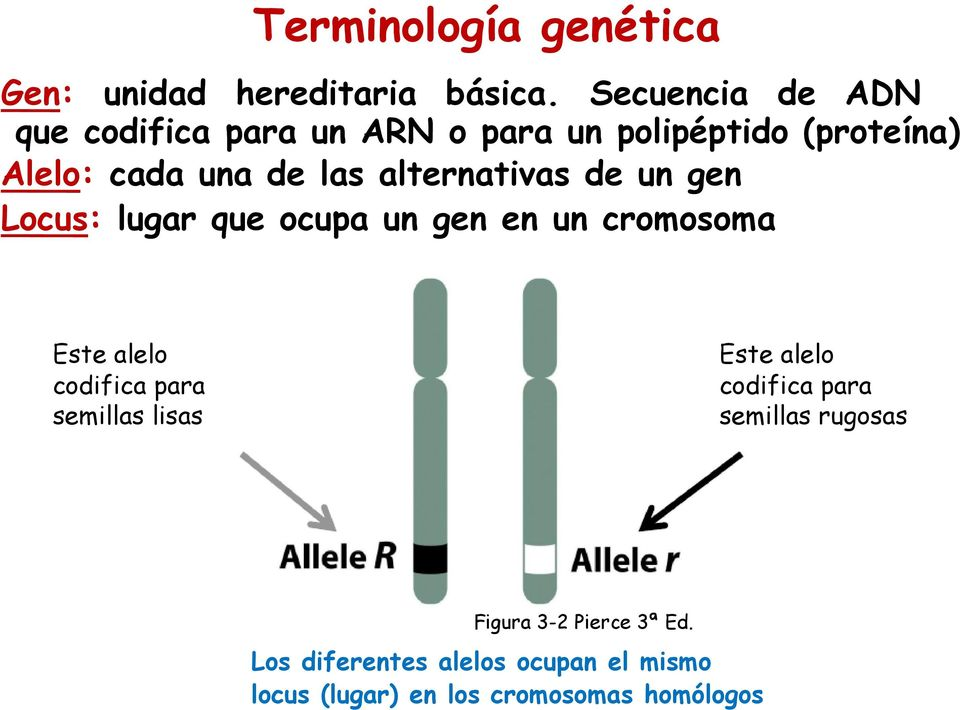 Terminología genética
Gen: unidad hereditaria básica. Secuencia de ADN
que codifica para un ARN o para un polipéptido (proteína)
Alelo: cada una de las alternativas de un gen
Locus: lugar que ocupa un gen en un cromosoma
Este alelo
codifica para
semillas lisas
Este alelo
codifica para
semillas rugosas
Allele R
Allele r
Figura 3-2 Pierce 3ª Ed.
Los diferentes alelos ocupan el mismo
locus (lugar) en los cromosomas homólogos